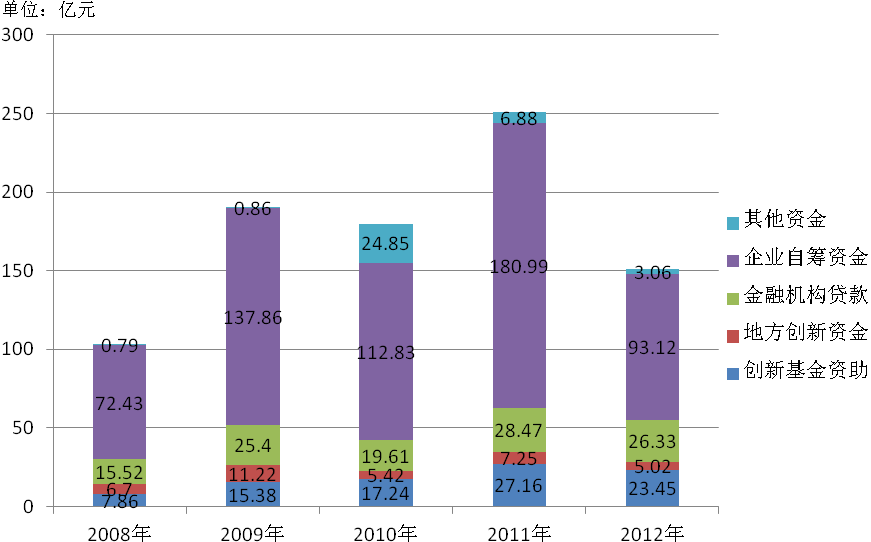 单位：亿元
300
250
200
150
100
50
0
0.79
72.43
15.52
6.7
7.86
0.86
137.86
25.4
11.22
15.38
24.85
112.83
19.61
5.42
17.24
6.88
180.99
28.47
7.25
27.16
3.06
93.12
26.33
5.02
23.45
2008年
2009年
2010年
2011年
2012年
其他资金
企业自筹资金
金融机构贷款
地方创新资金
创新基金资助